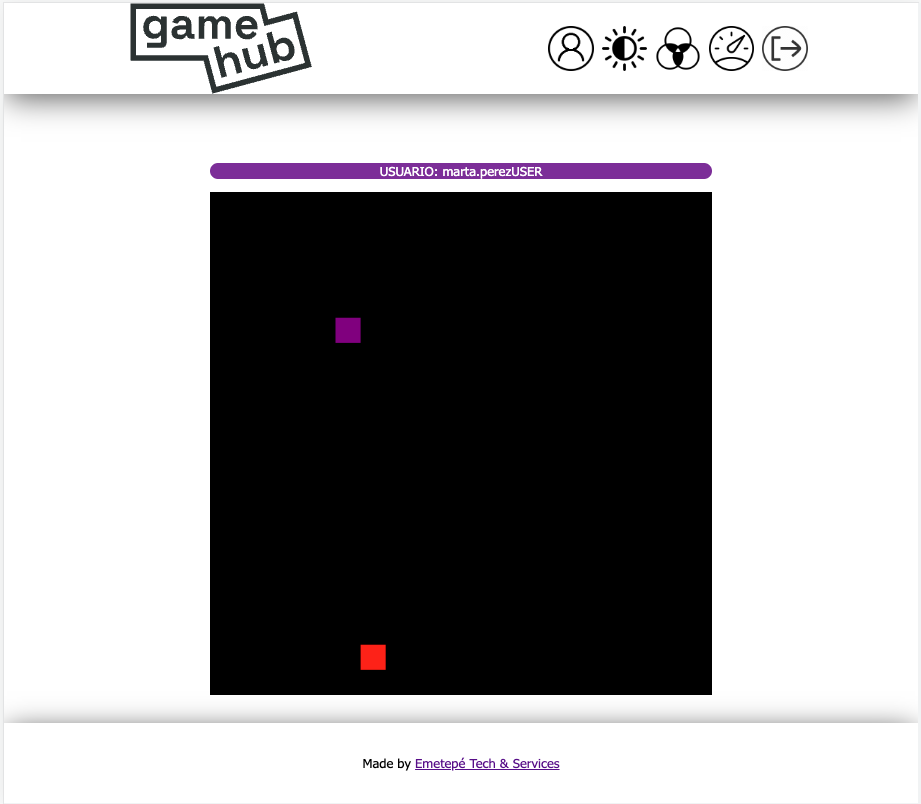 game
hub
USUARIO: marta.perezUSER
Made by Emetepé Tech & Services